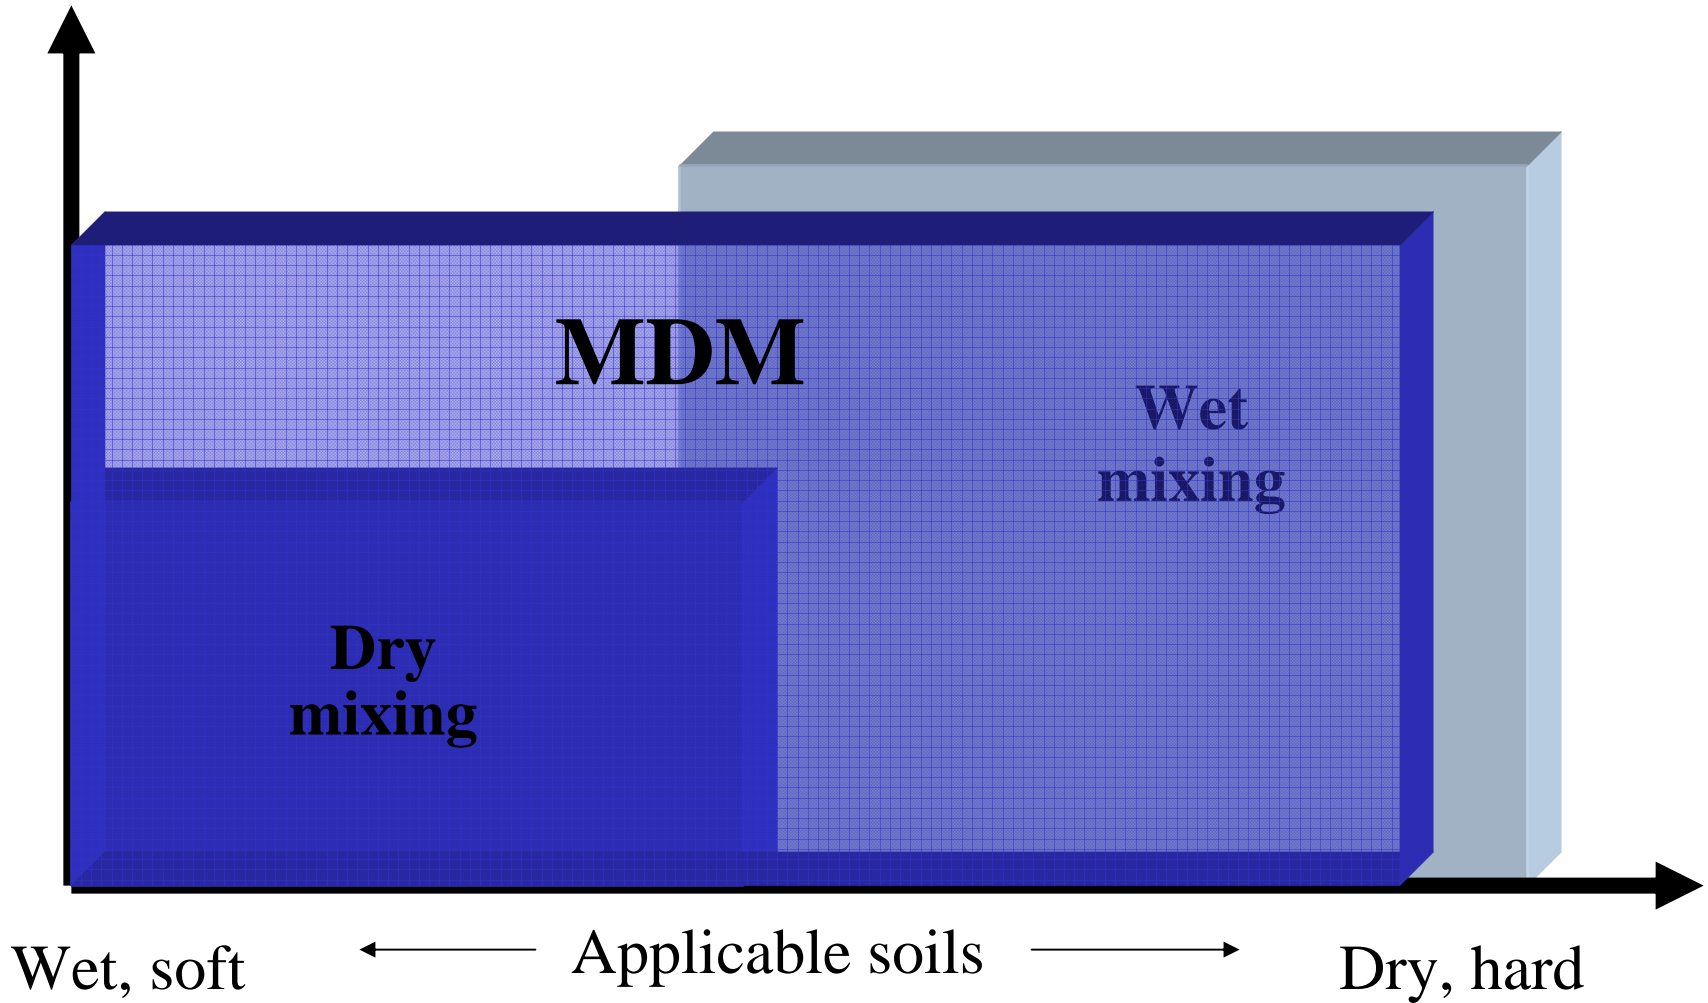 MDM
Wet
mixing
Dry
mixing
Wet, soft
Applicable soils
Dry, hard